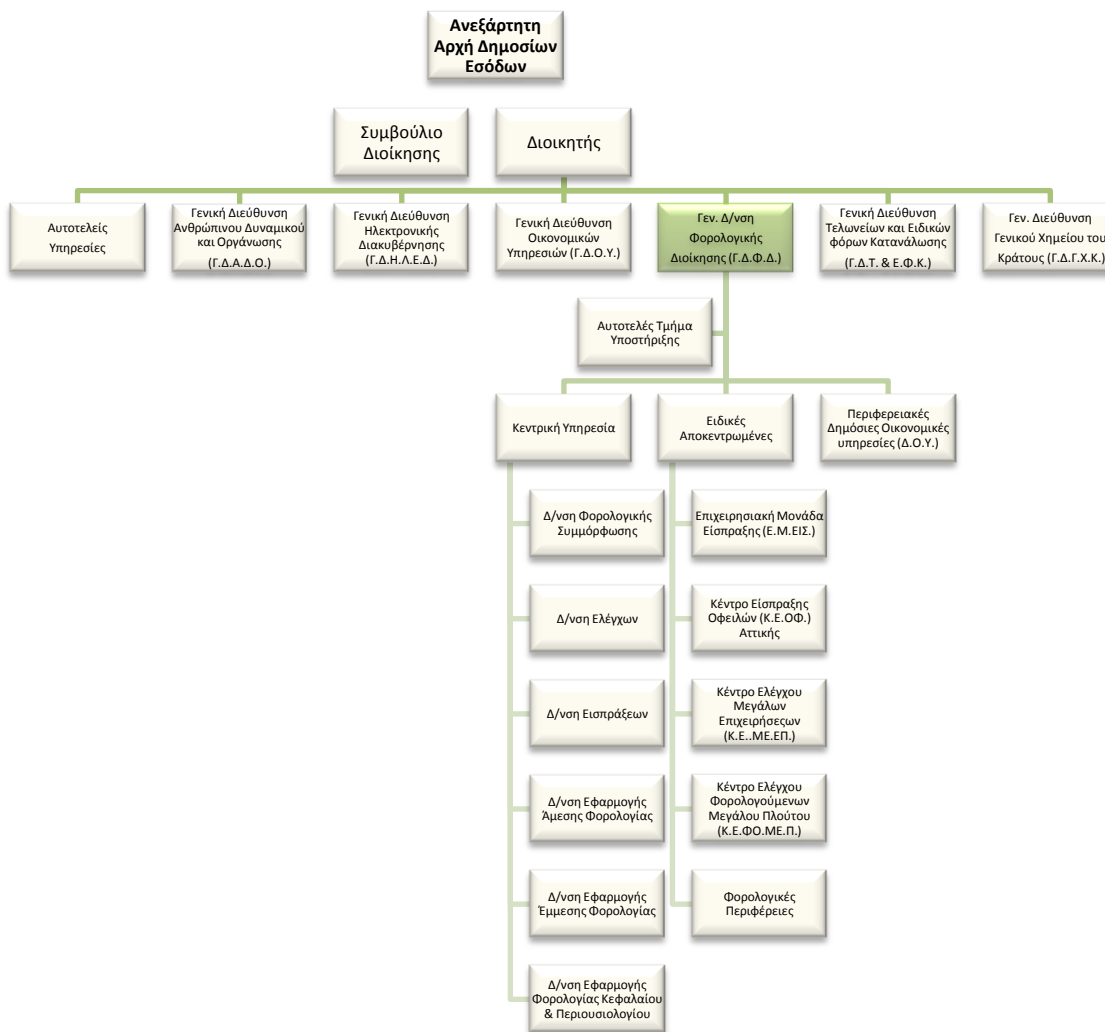 Ανεξάρτητη
Αρχή Δημοσίων
Εσόδων
Συμβούλιο
Διοίκησης
Διοικητής
Αυτοτελείς
Υπηρεσίες
Γενική Διεύθυνση
Ανθρώπινου Δυναμικού
και Οργάνωσης
(Γ.Δ.Α.Δ.Ο.)
Γενική Διεύθυνση
Ηλεκτρονικής
Διακυβέρνησης
(Γ.Δ.Η.Λ.Ε.Δ.)
Γενική Διεύθυνση
Οικονομικών
Υπηρεσιών (Γ.Δ.Ο.Υ.)
Γεν. Δ/νση
Φορολογικής
Διοίκησης (Γ.Δ.Φ.Δ.)
Γενική Διεύθυνση
Τελωνείων και Ειδικών
φόρων Κατανάλωσης
(Γ.Δ.Τ. & Ε.Φ.Κ.)
Γεν. Διεύθυνση
Γενικού Χημείου του
Κράτους (Γ.Δ.Γ.Χ.Κ.)
Αυτοτελές Τμήμα
Υποστήριξης
Κεντρική Υπηρεσία
Ειδικές
Αποκεντρωμένες
Περιφερειακές
Δημόσιες Οικονομικές
υπηρεσίες (Δ.Ο.Υ.)
Δ/νση Φορολογικής
Συμμόρφωσης
Δ/νση Ελέγχων
Δ/νση Εισπράξεων
Δ/νση Εφαρμογής
Άμεσης Φορολογίας
Δ/νση Εφαρμογής
Έμμεσης Φορολογίας
Δ/νση Εφαρμογής
Φορολογίας Κεφαλαίου
& Περιουσιολογίου
Επιχειρησιακή Μονάδα
Είσπραξης (Ε.Μ.ΕΙΣ.)
Κέντρο Είσπραξης
Οφειλών (Κ.Ε.ΟΦ.)
Αττικής
Κέντρο Ελέγχου
Μεγάλων
Επιχειρήσεςων
(Κ.Ε..ΜΕ.ΕΠ.)
Κέντρο Ελέγχου
Φορολογούμενων
Μεγάλου Πλούτου
(Κ.Ε.ΦΟ.ΜΕ.Π.)
Φορολογικές
Περιφέρειες